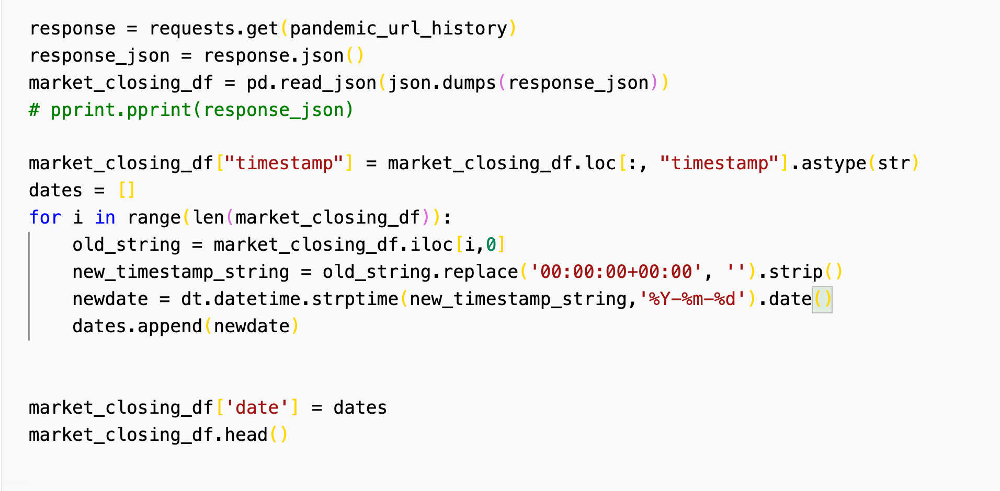 response = requests.get(pandemic_url_history)
response_json = response.json()
market_closing_df = pd.read_json(json.dumps(response_json))
# pprint.pprint(response_json)

market_closing_df["timestamp"] = market_closing_df.loc[:, "timestamp"].astype(str)
dates = []
for i in range(len(market_closing_df)):
    old_string = market_closing_df.iloc[i,0]
    new_timestamp_string = old_string.replace('00:00:00+00:00', '').strip()
    newdate = dt.datetime.strptime(new_timestamp_string,'%Y-%m-%d').date()
    dates.append(newdate)


market_closing_df['date'] = dates
market_closing_df.head()